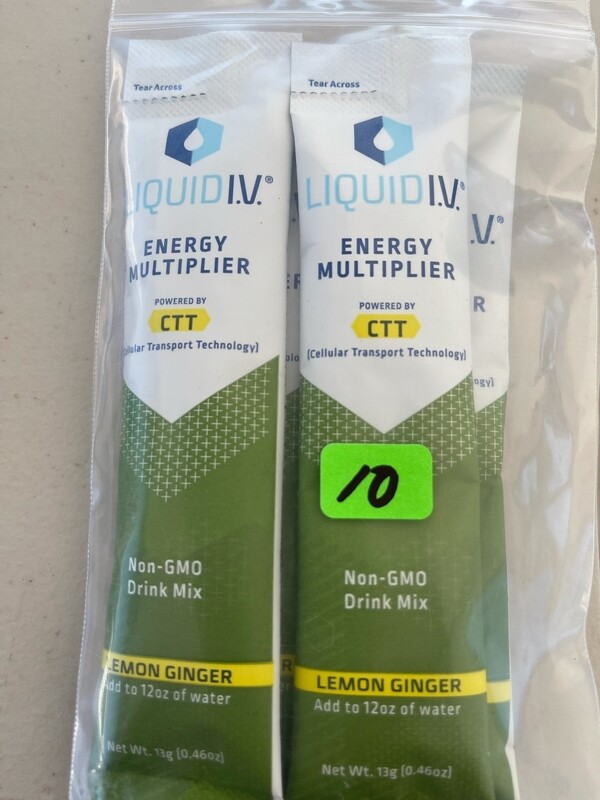 Tear Across
LIQUID I.V.®
ENERGY
MULTIPLIER
POWERED BY
CTT
(Cellular Transport Technology)
Non-GMO
Drink Mix
LEMON GINGER
Add to 12oz of water
Net Wt. 13g (0.46oz)
Tear Across
LIQUID I.V.®
ENERGY
MULTIPLIER
POWERED BY
CTT
(Cellular Transport Technology)
10
Non-GMO
Drink Mix
LEMON GINGER
Add to 12oz of water
Net Wt. 13g (0.46oz)
.V.®
R
ogy)